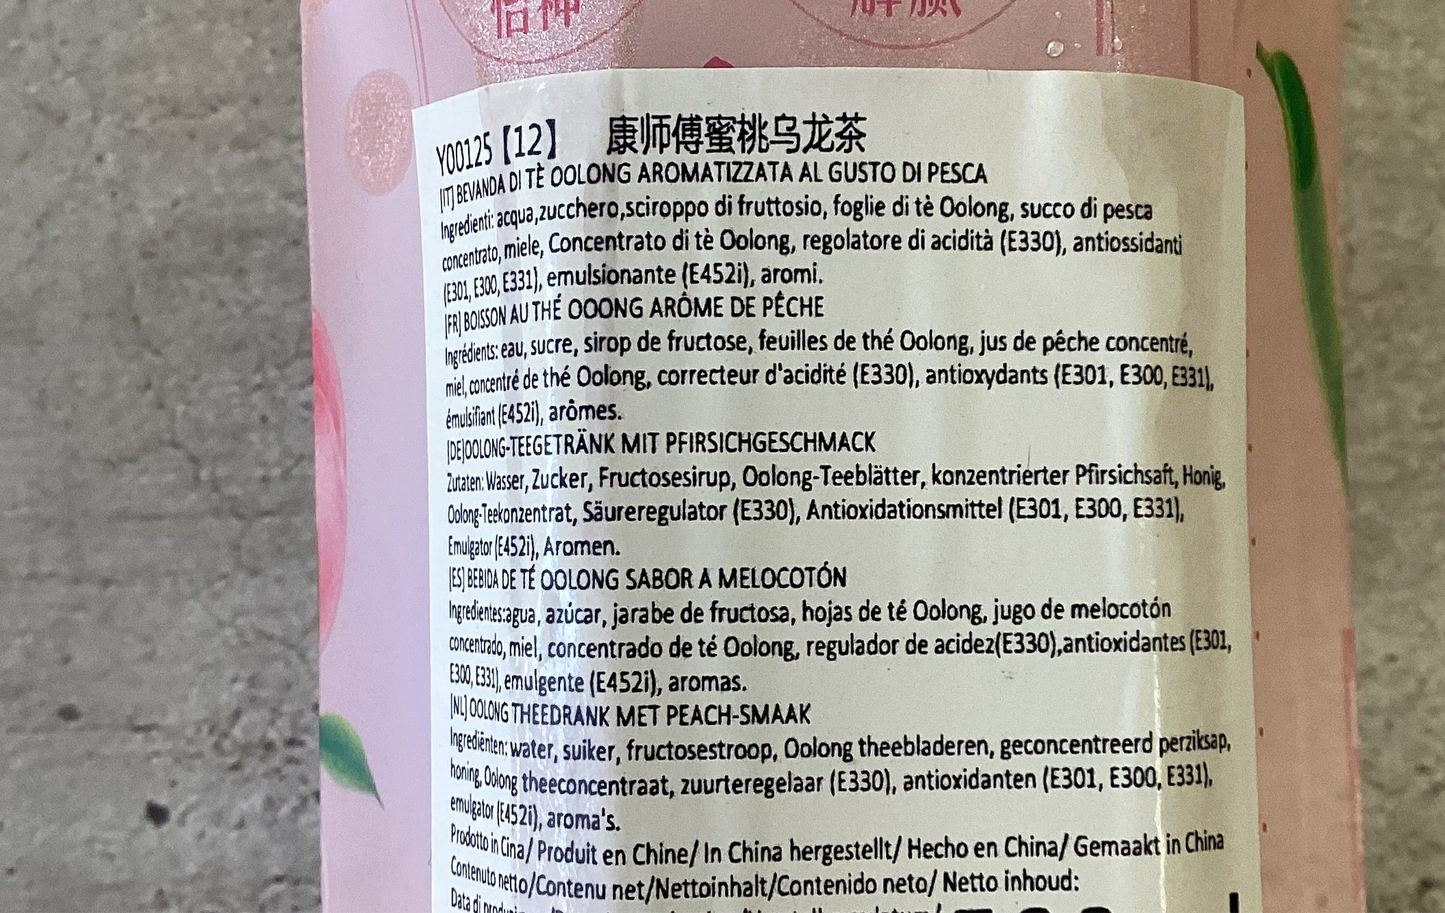 怡神
解腻
Y00125【12】 康师傅蜜桃乌龙茶
[IT] BEVANDA DI TÈ OOLONG AROMATIZZATA AL GUSTO DI PESCA
Ingredienti: acqua,zucchero,sciroppo di fruttosio, foglie di tè Oolong, succo di pesca
concentrato, miele, Concentrato di tè Oolong, regolatore di acidità (E330), antiossidanti
(E301, E300, E331), emulsionante (E452i), aromi.
[FR] BOISSON AU THÉ OOONG ARÔME DE PÊCHE
Ingrédients: eau, sucre, sirop de fructose, feuilles de thé Oolong, jus de pêche concentré,
miel, concentré de thé Oolong, correcteur d'acidité (E330), antioxydants (E301, E300, E331),
émulsifiant (E452i), arômes.
[DE]OOLONG-TEEGETRÄNK MIT PFIRSICHGESCHMACK
Zutaten: Wasser, Zucker, Fructosesirup, Oolong-Teeblätter, konzentrierter Pfirsichsaft, Honig,
Oolong-Teekonzentrat, Säureregulator (E330), Antioxidationsmittel (E301, E300, E331),
Emulgator (E452i), Aromen.
[ES] BEBIDA DE TÉ OOLONG SABOR A MELOCOTÓN
Ingredientes:agua, azúcar, jarabe de fructosa, hojas de té Oolong, jugo de melocotón
concentrado, miel, concentrado de té Oolong, regulador de acidez(E330),antioxidantes (E301,
E300, E331), emulgente (E452i), aromas.
[NL] OOLONG THEEDRANK MET PEACH-SMAAK
Ingrediënten: water, suiker, fructosestroop, Oolong theebladeren, geconcentreerd perziksap,
honing, Oolong theeconcentraat, zuurteregelaar (E330), antioxidanten (E301, E300, E331),
emulgator (E452i), aroma's.
Prodotto in Cina/ Produit en Chine/ In China hergestellt/ Hecho en China/ Gemaakt in China
Contenuto netto/Contenu net/Nettoinhalt/Contenido neto/ Netto inhoud:
Data di